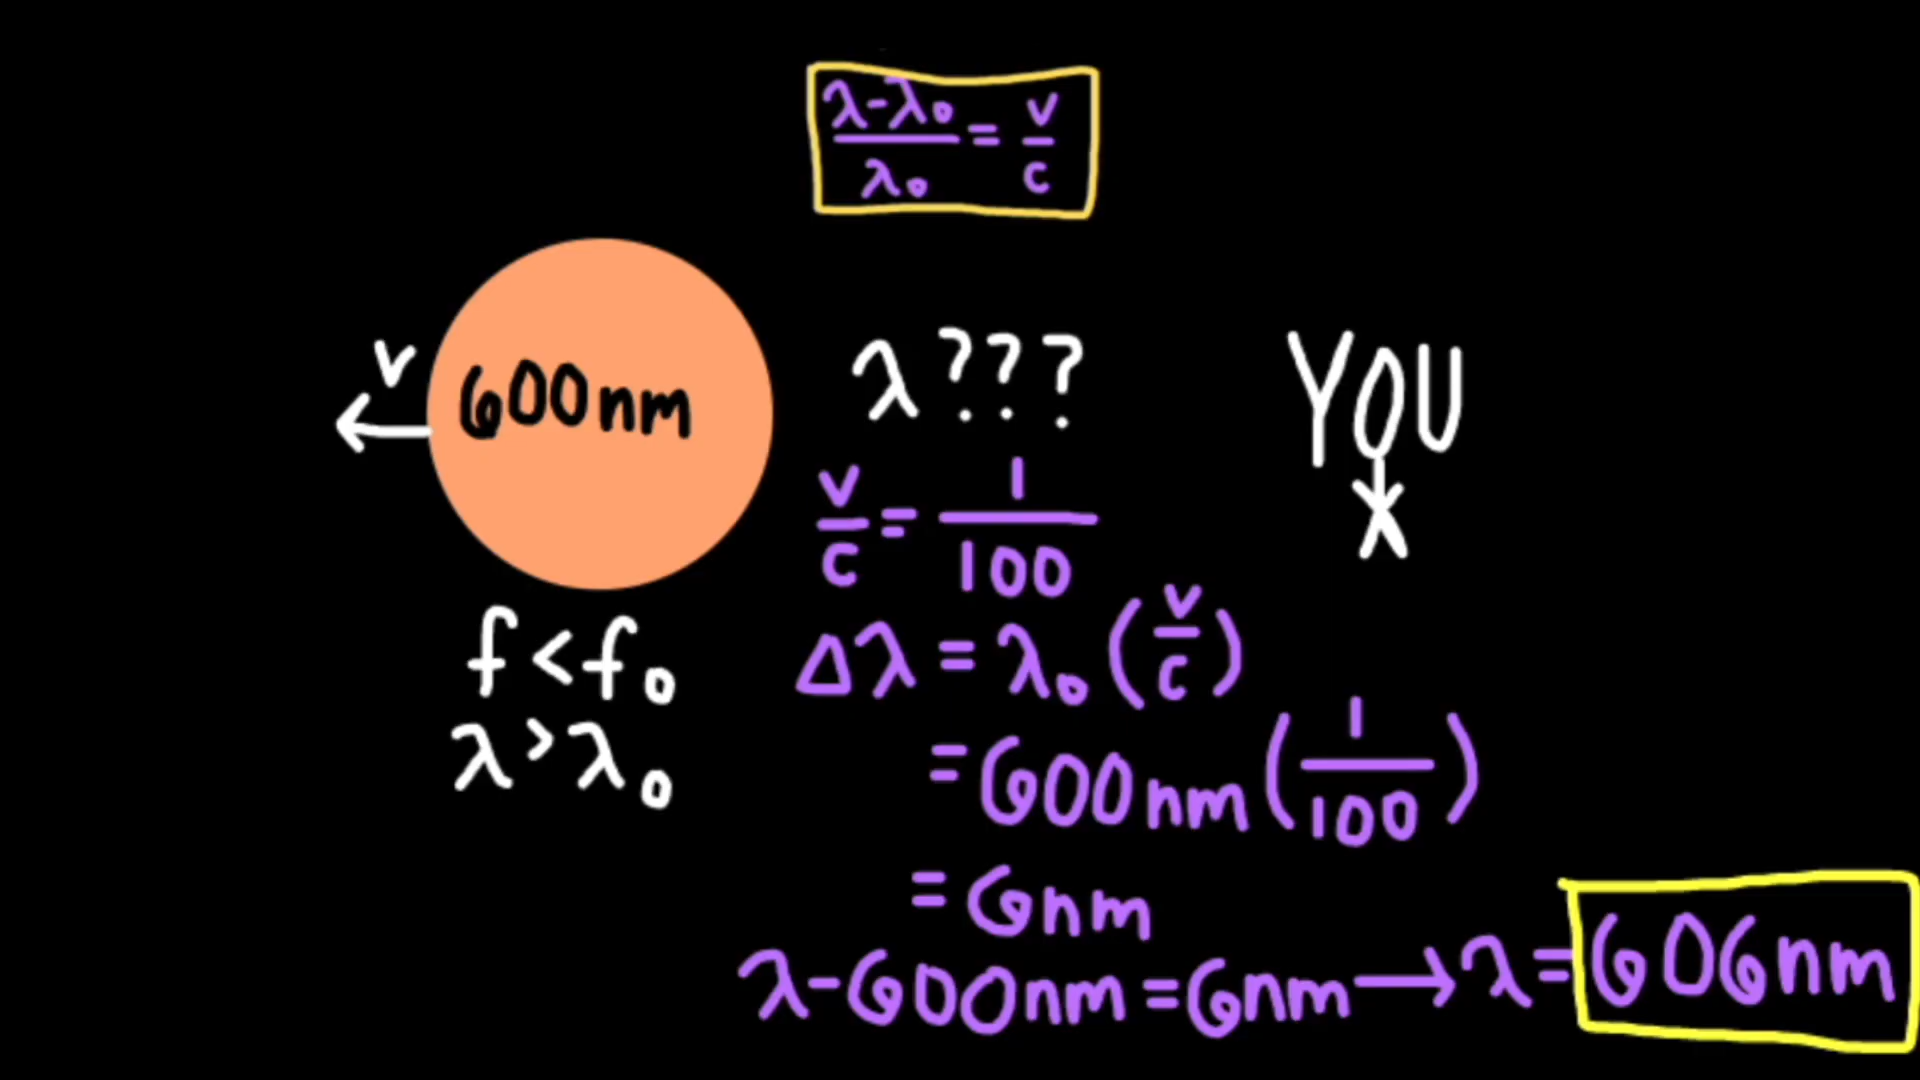 λ-λ₀/λ₀ = v/c
v
600nm
λ???
YOU
v/c = 1/100
f<f₀
λ>λ₀
Δλ = λ₀(v/c)
=600nm(1/100)
=6nm
λ-600nm=6nm→λ=606nm